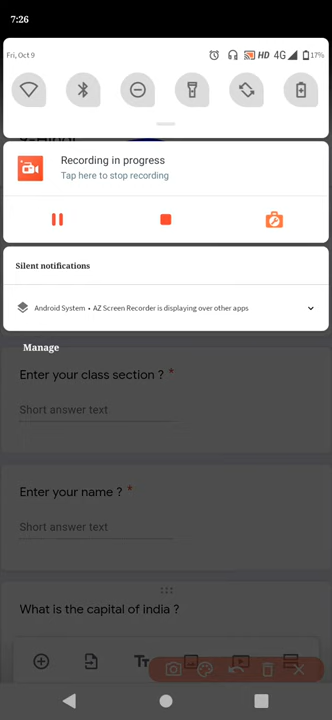 7:26
Fri, Oct 9
HD 4G 17%
Recording in progress
Tap here to stop recording
Silent notifications
Android System • AZ Screen Recorder is displaying over other apps
Manage
Enter your class section ? *
Short answer text
Enter your name ? *
Short answer text
What is the capital of india ?
Tт